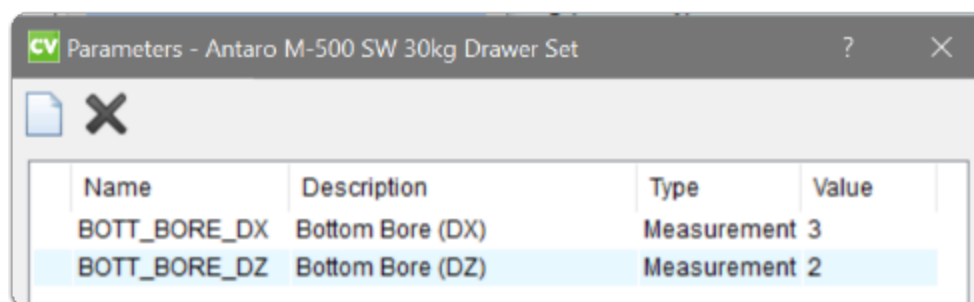 CV Parameters - Antaro M-500 SW 30kg Drawer Set ?
Name Description Type Value
BOTT_BORE_DX Bottom Bore (DX) Measurement 3
BOTT_BORE_DZ Bottom Bore (DZ) Measurement 2